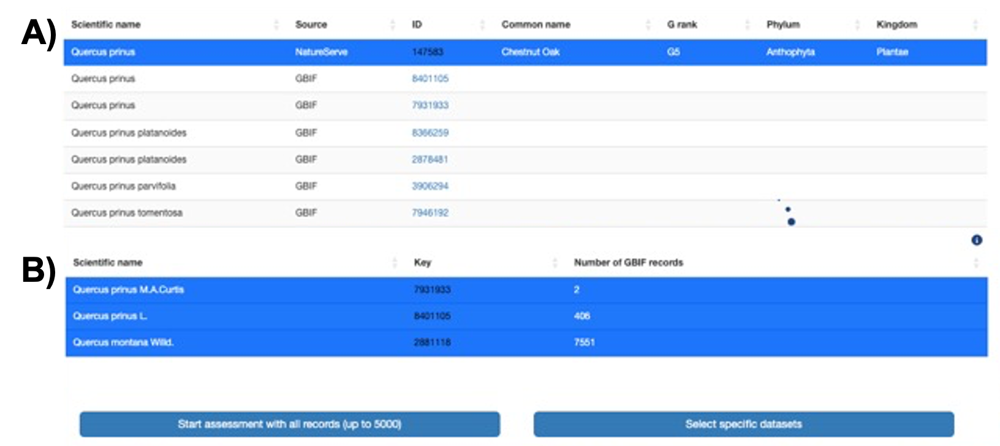 A)
Scientific name Source ID Common name G rank Phylum Kingdom
Quercus prinus NatureServe 147583 Chestnut Oak G5 Anthophyta Plantae
Quercus prinus GBIF 8401105
Quercus prinus GBIF 7931933
Quercus prinus platanoides GBIF 8366259
Quercus prinus platanoides GBIF 2878481
Quercus prinus parvifolia GBIF 3906294
Quercus prinus tomentosa GBIF 7946192
i
B)
Scientific name Key Number of GBIF records
Quercus prinus M.A.Curtis 7931933 2
Quercus prinus L. 8401105 406
Quercus montana Willd. 2881118 7551
Start assessment with all records (up to 5000) Select specific datasets